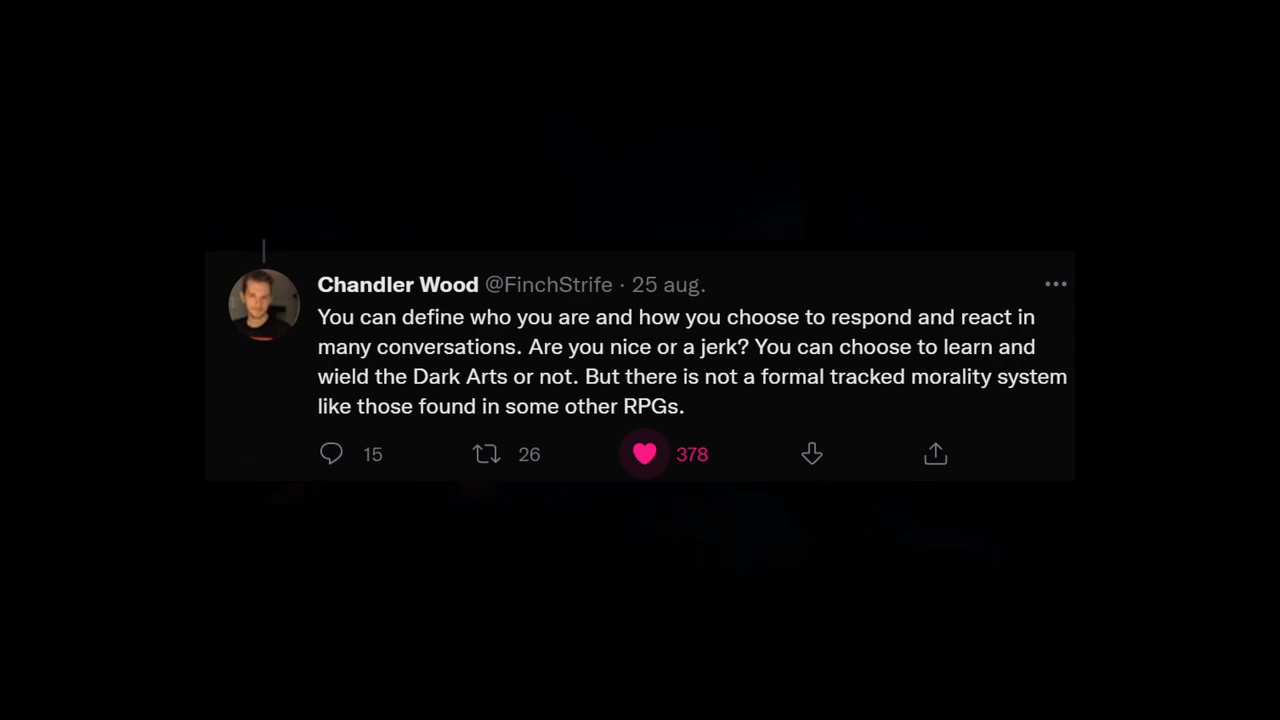 Chandler Wood @FinchStrife · 25 aug.
You can define who you are and how you choose to respond and react in
many conversations. Are you nice or a jerk? You can choose to learn and
wield the Dark Arts or not. But there is not a formal tracked morality system
like those found in some other RPGs.
15 26 378